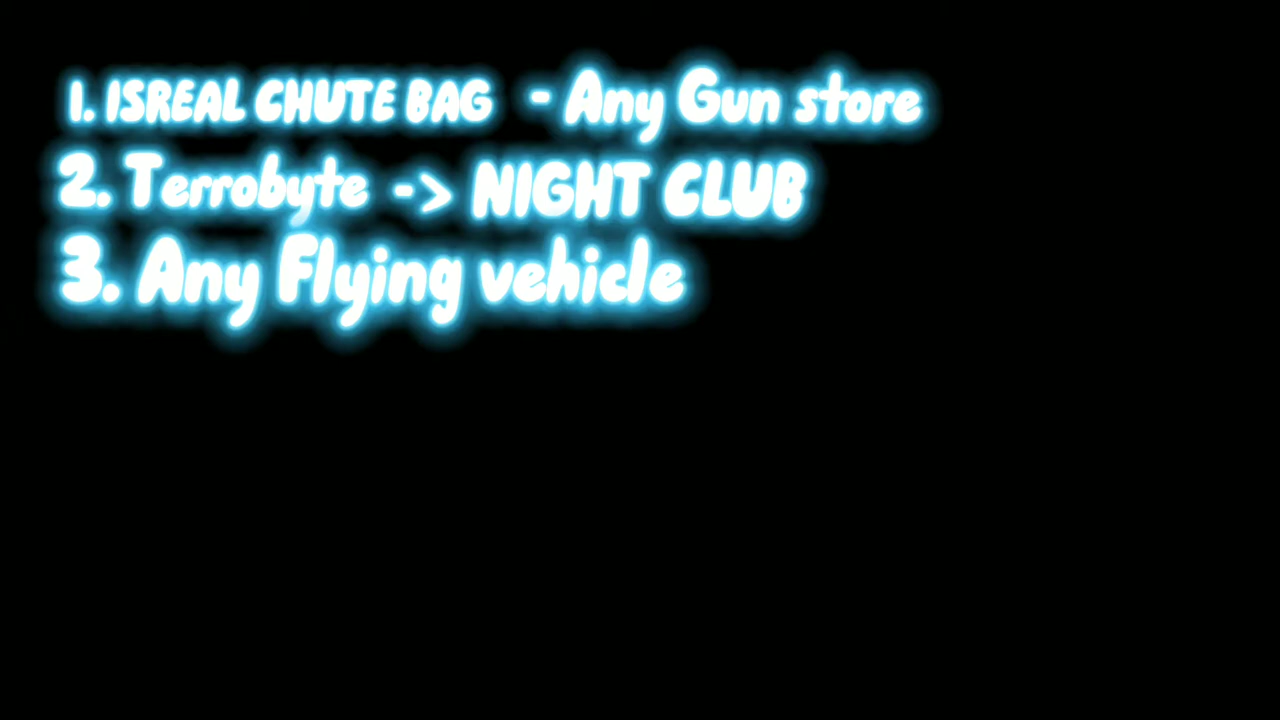 1. ISREAL CHUTE BAG - Any Gun store
2. Terrobyte -> NIGHT CLUB
3. Any Flying vehicle